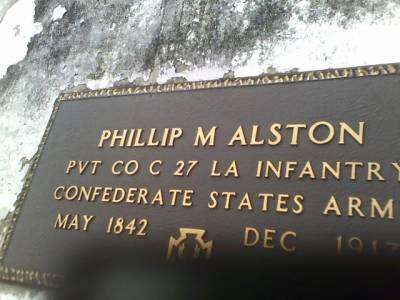 PHILLIP M ALSTON
PVT CO C 27 LA INFANTRY
CONFEDERATE STATES ARM
MAY 1842 DEC